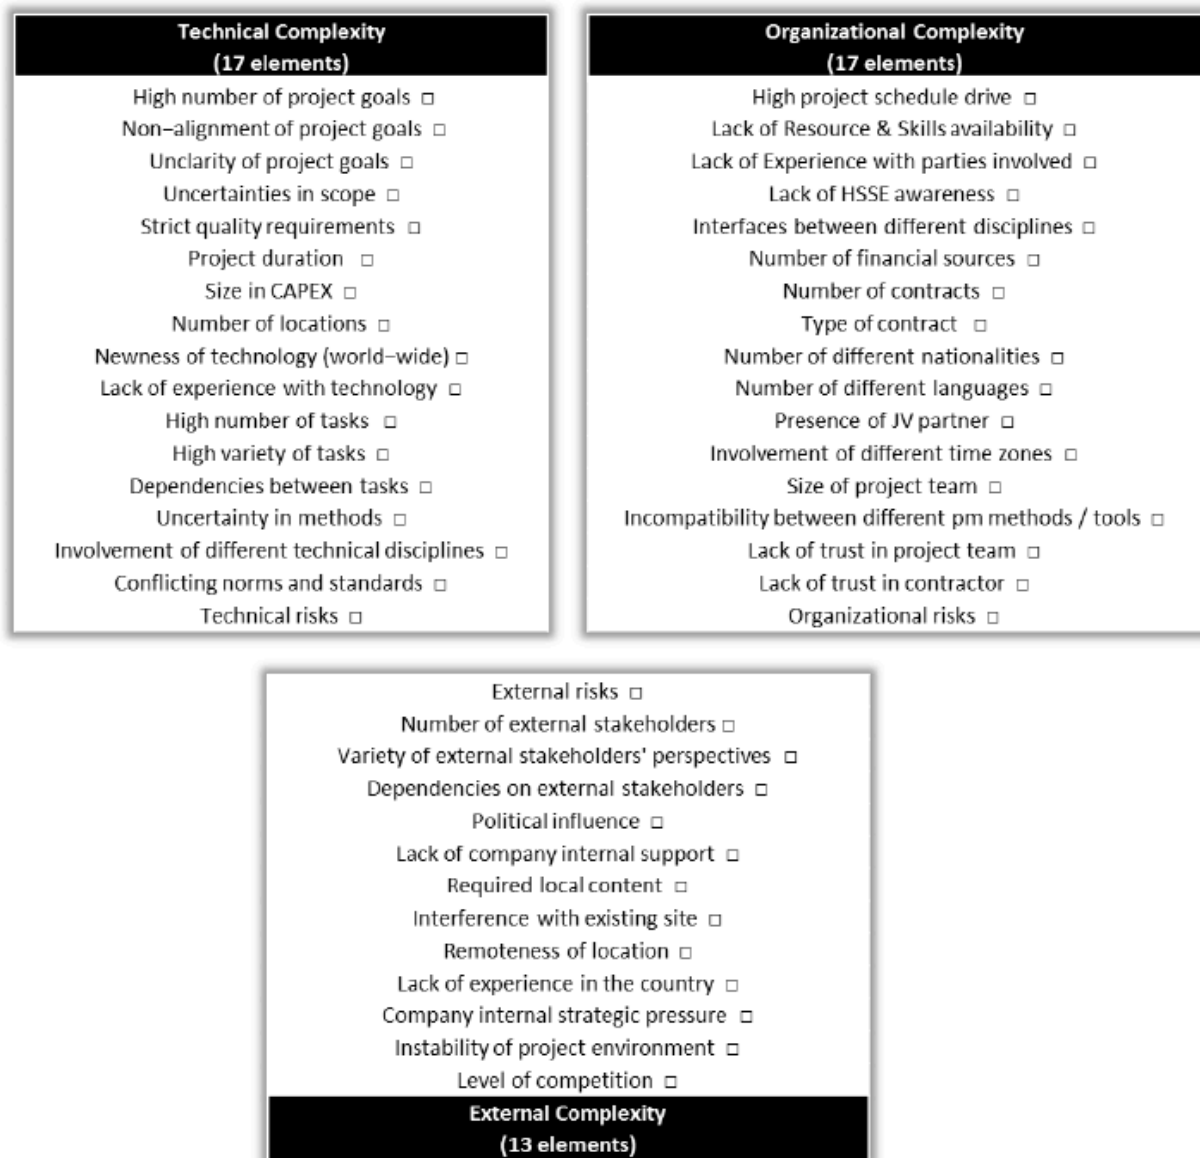 Technical Complexity
(17 elements)
High number of project goals □
Non-alignment of project goals □
Unclarity of project goals □
Uncertainties in scope □
Strict quality requirements □
Project duration □
Size in CAPEX □
Number of locations □
Newness of technology (world-wide) □
Lack of experience with technology □
High number of tasks □
High variety of tasks □
Dependencies between tasks □
Uncertainty in methods □
Involvement of different technical disciplines □
Conflicting norms and standards □
Technical risks □
Organizational Complexity
(17 elements)
High project schedule drive □
Lack of Resource & Skills availability □
Lack of Experience with parties involved □
Lack of HSSE awareness □
Interfaces between different disciplines □
Number of financial sources □
Number of contracts □
Type of contract □
Number of different nationalities □
Number of different languages □
Presence of JV partner □
Involvement of different time zones □
Size of project team □
Incompatibility between different pm methods / tools □
Lack of trust in project team □
Lack of trust in contractor □
Organizational risks □
External risks □
Number of external stakeholders □
Variety of external stakeholders' perspectives □
Dependencies on external stakeholders □
Political influence □
Lack of company internal support □
Required local content □
Interference with existing site □
Remoteness of location □
Lack of experience in the country □
Company internal strategic pressure □
Instability of project environment □
Level of competition □
External Complexity
(13 elements)